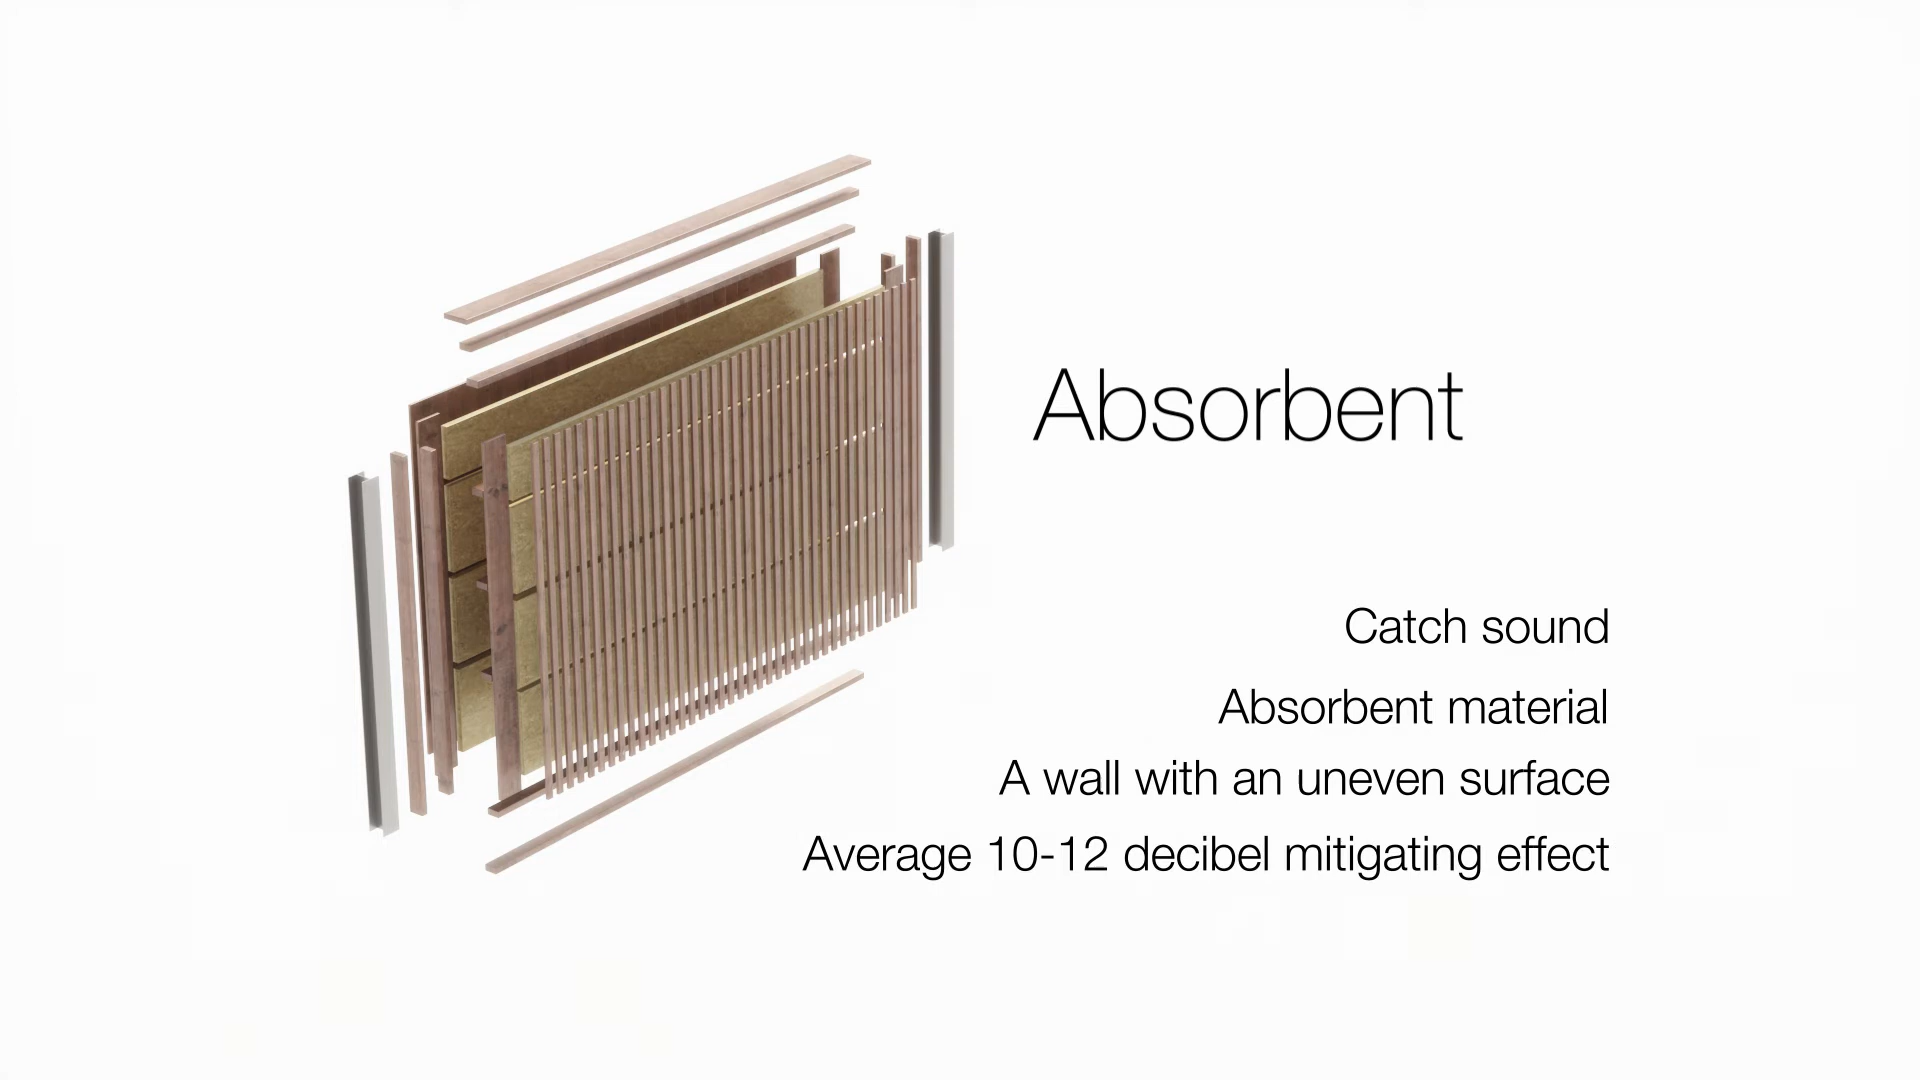 Absorbent
Catch sound
Absorbent material
A wall with an uneven surface
Average 10-12 decibel mitigating effect